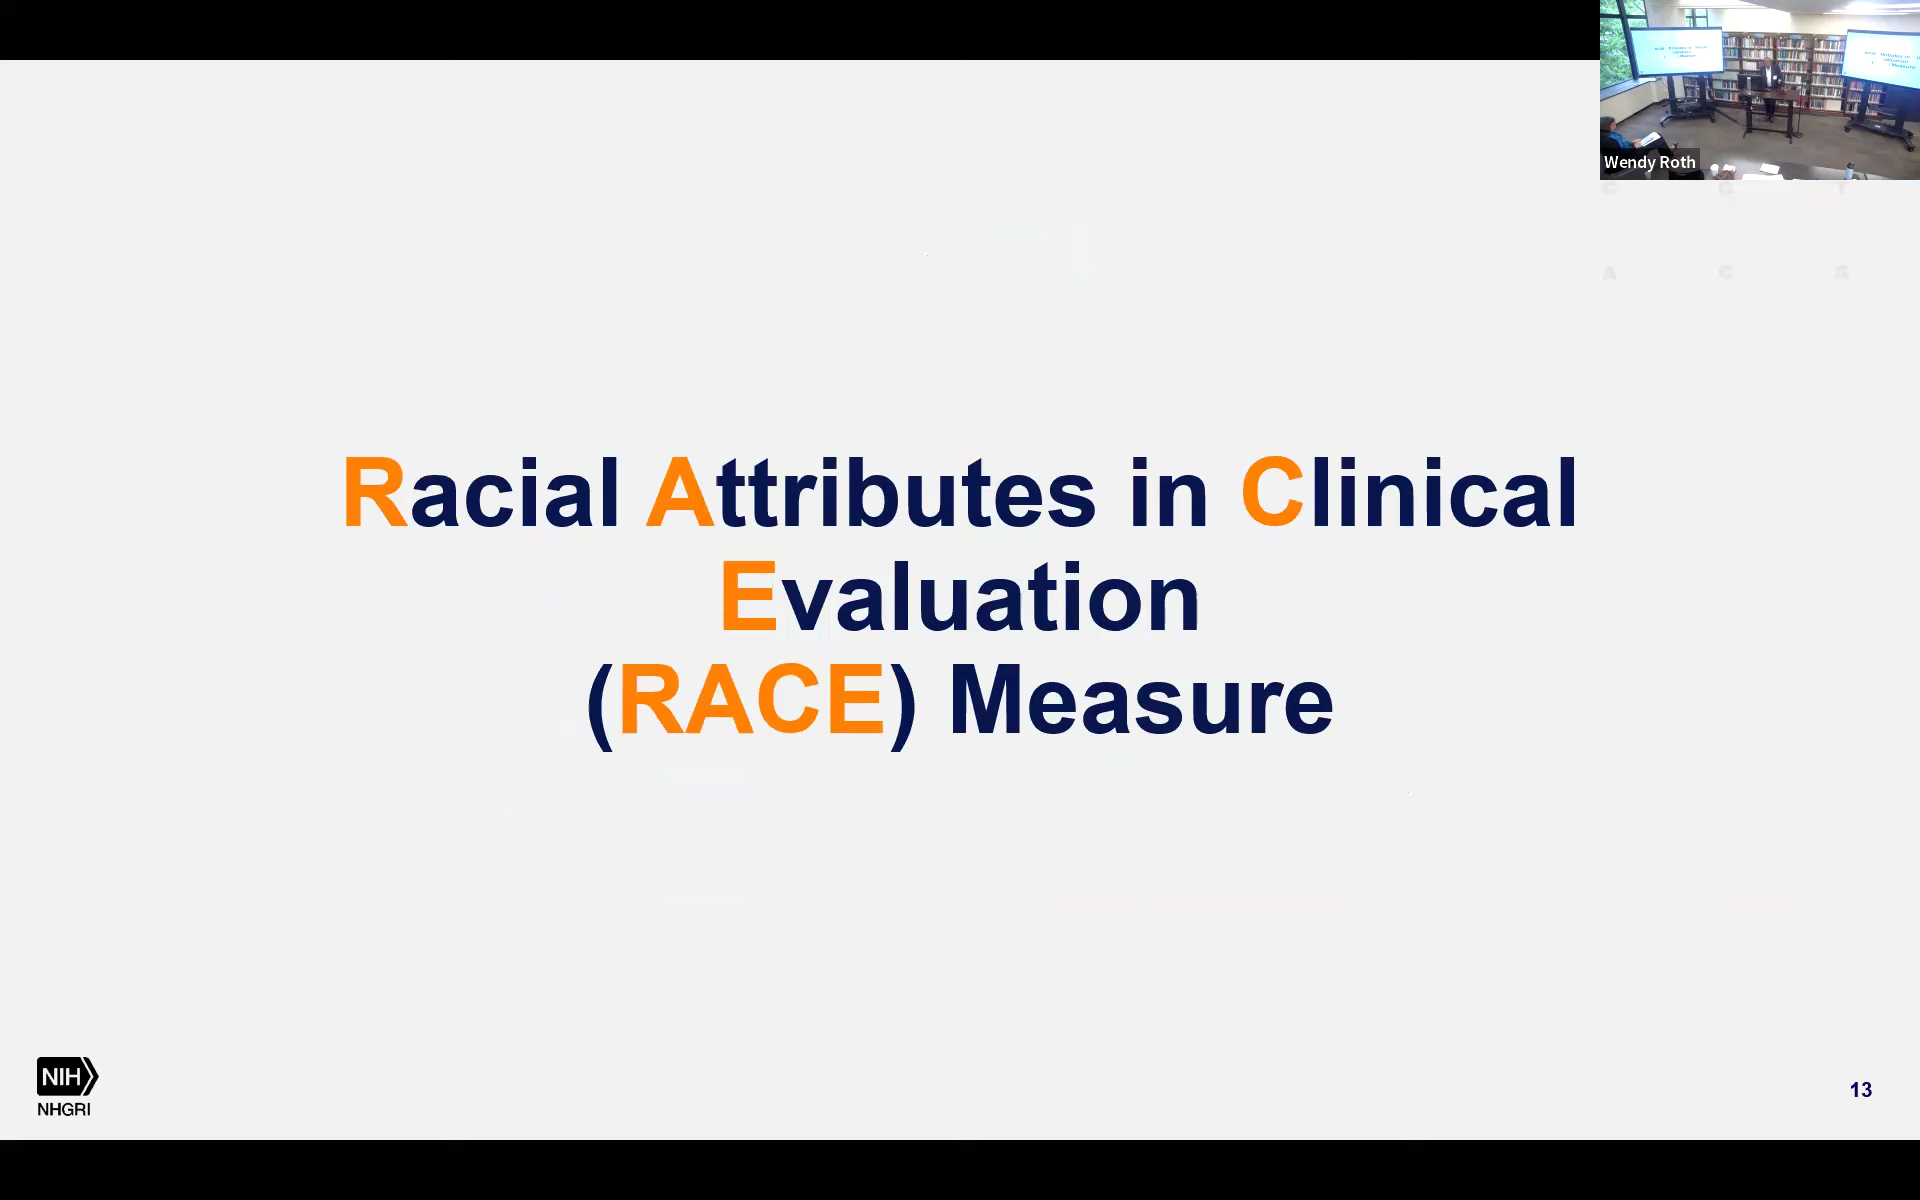 Wendy Roth
C G T
A C G
Racial Attributes in Clinical
Evaluation
(RACE) Measure
NIH
NHGRI
13